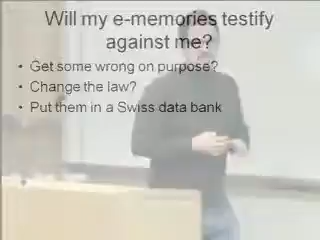 Will my e-memories testify
against me?
• Get some wrong on purpose?
• Change the law?
• Put them in a Swiss data bank